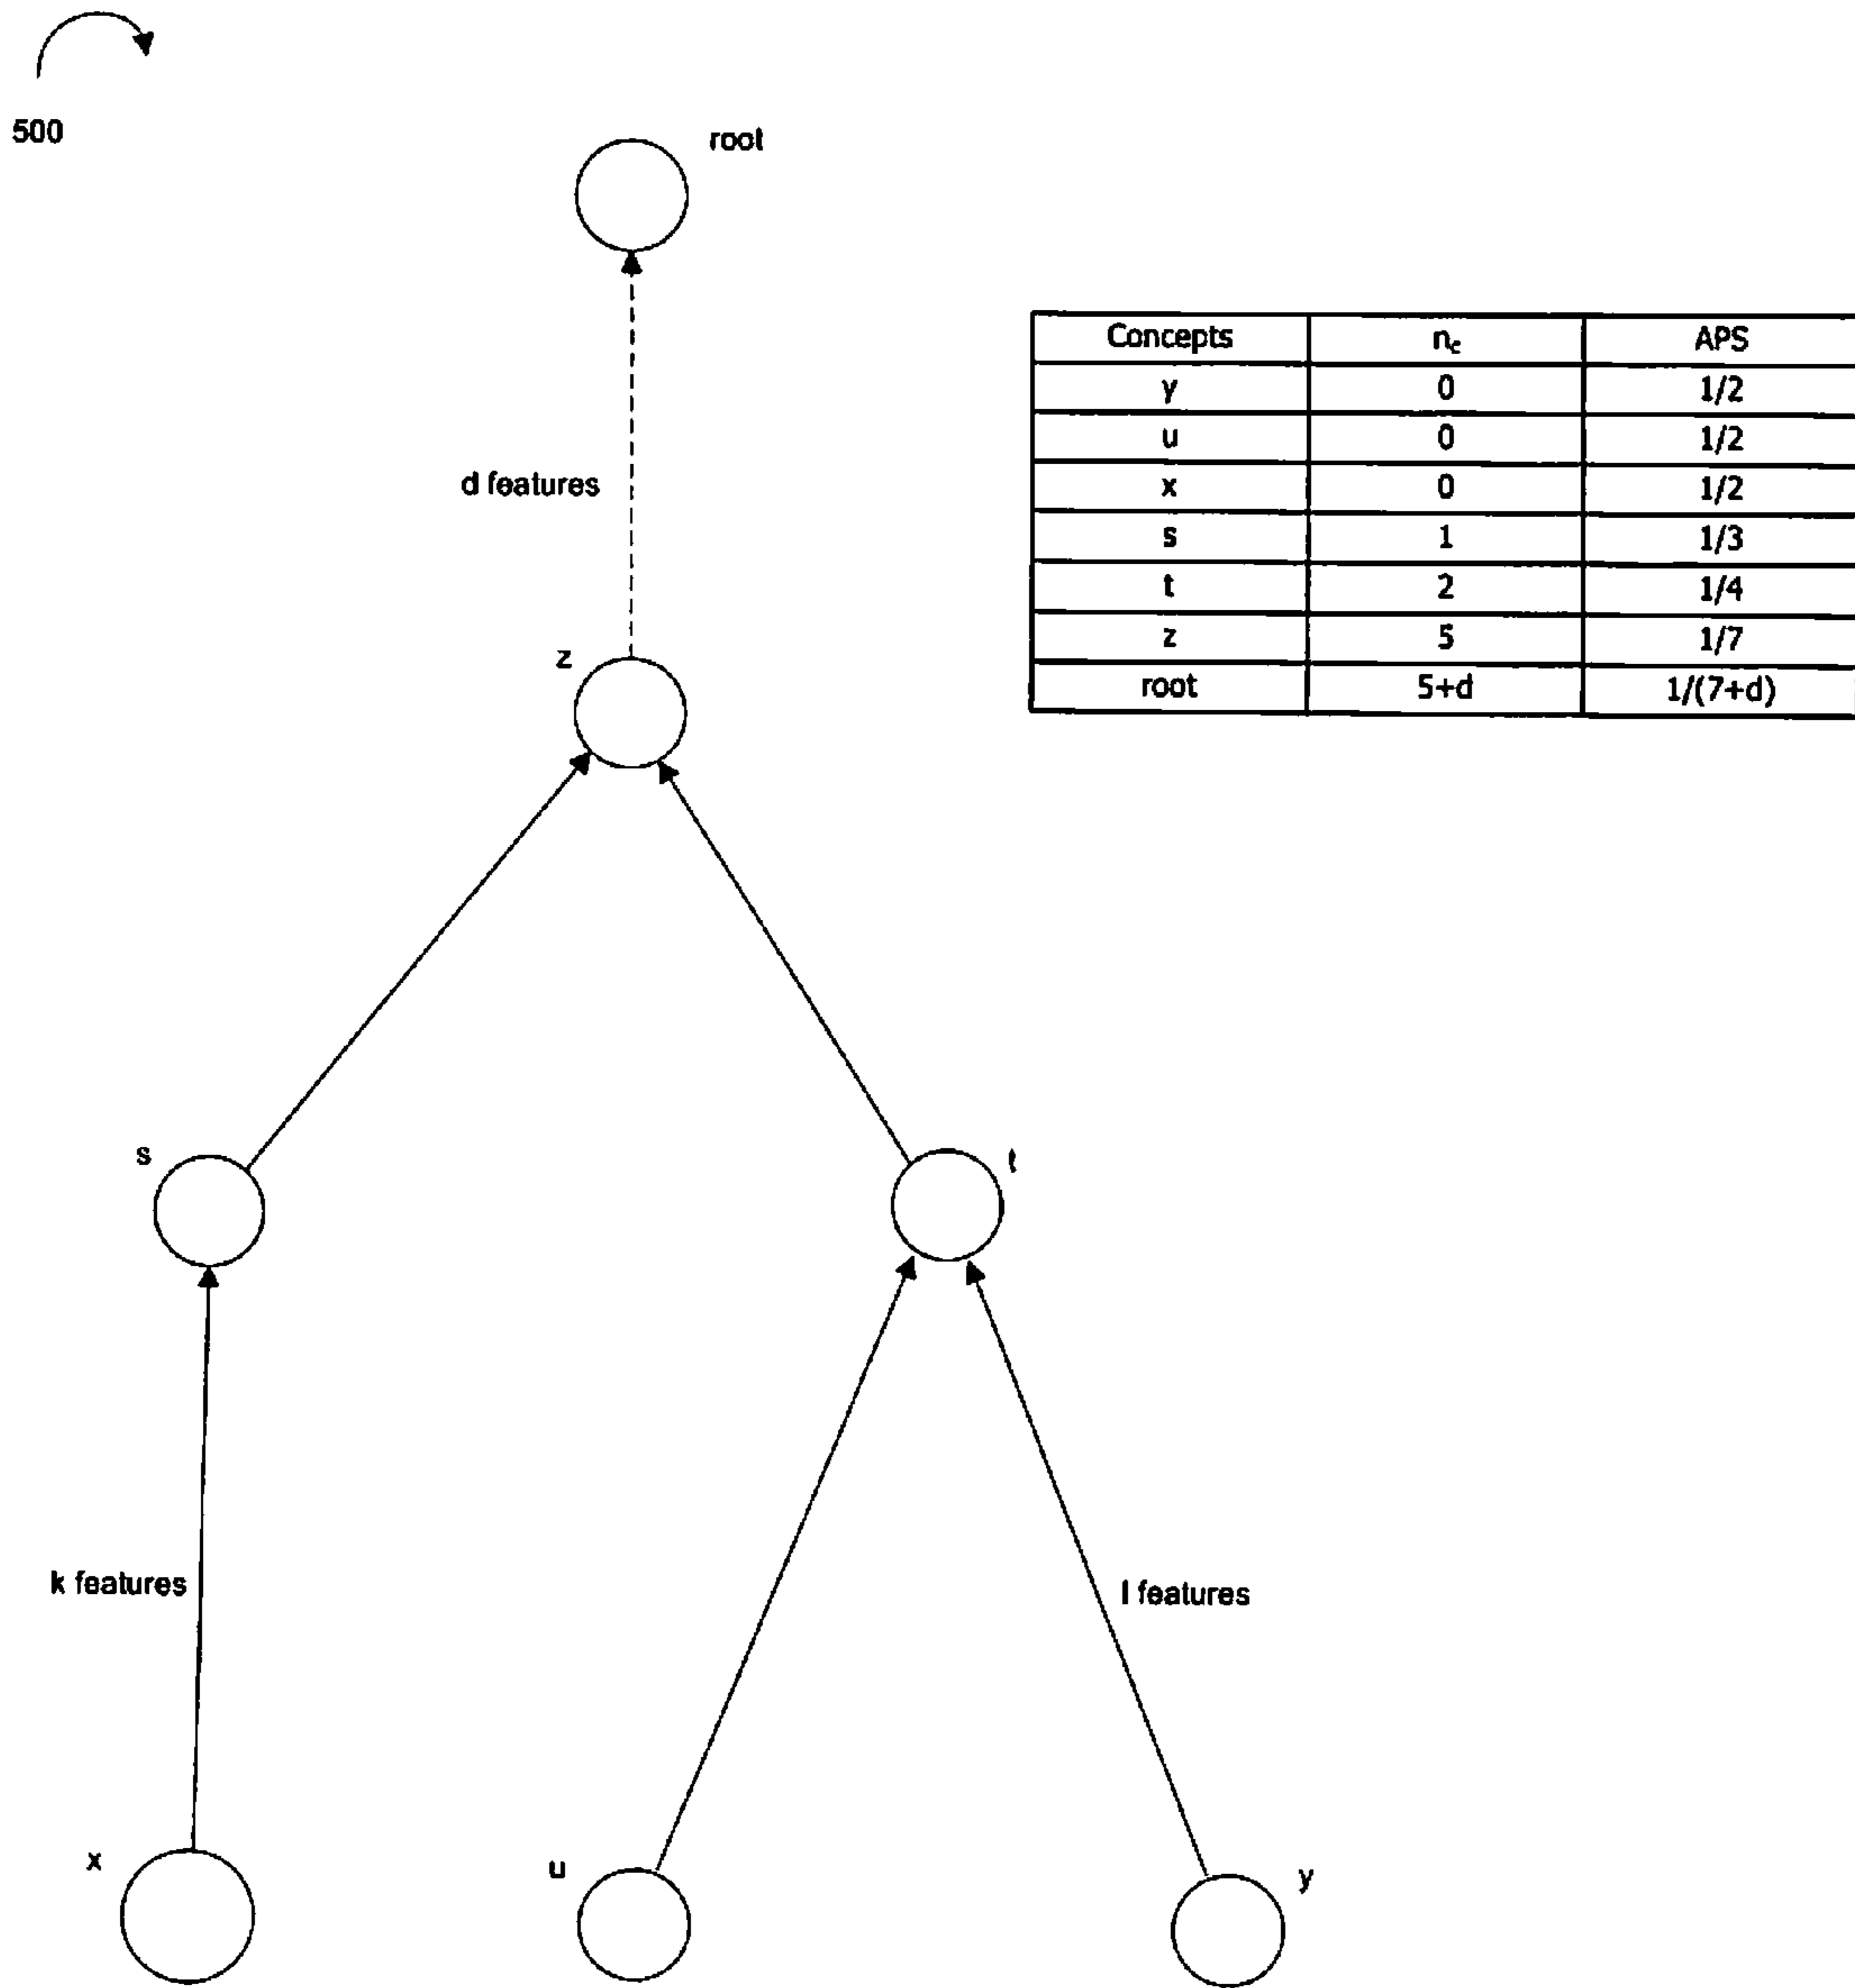 500
root
Concepts n_c APS
y 0 1/2
u 0 1/2
x 0 1/2
s 1 1/3
t 2 1/4
z 5 1/7
root 5+d 1/(7+d)
d features
z
s
t
k features
l features
x
u
y